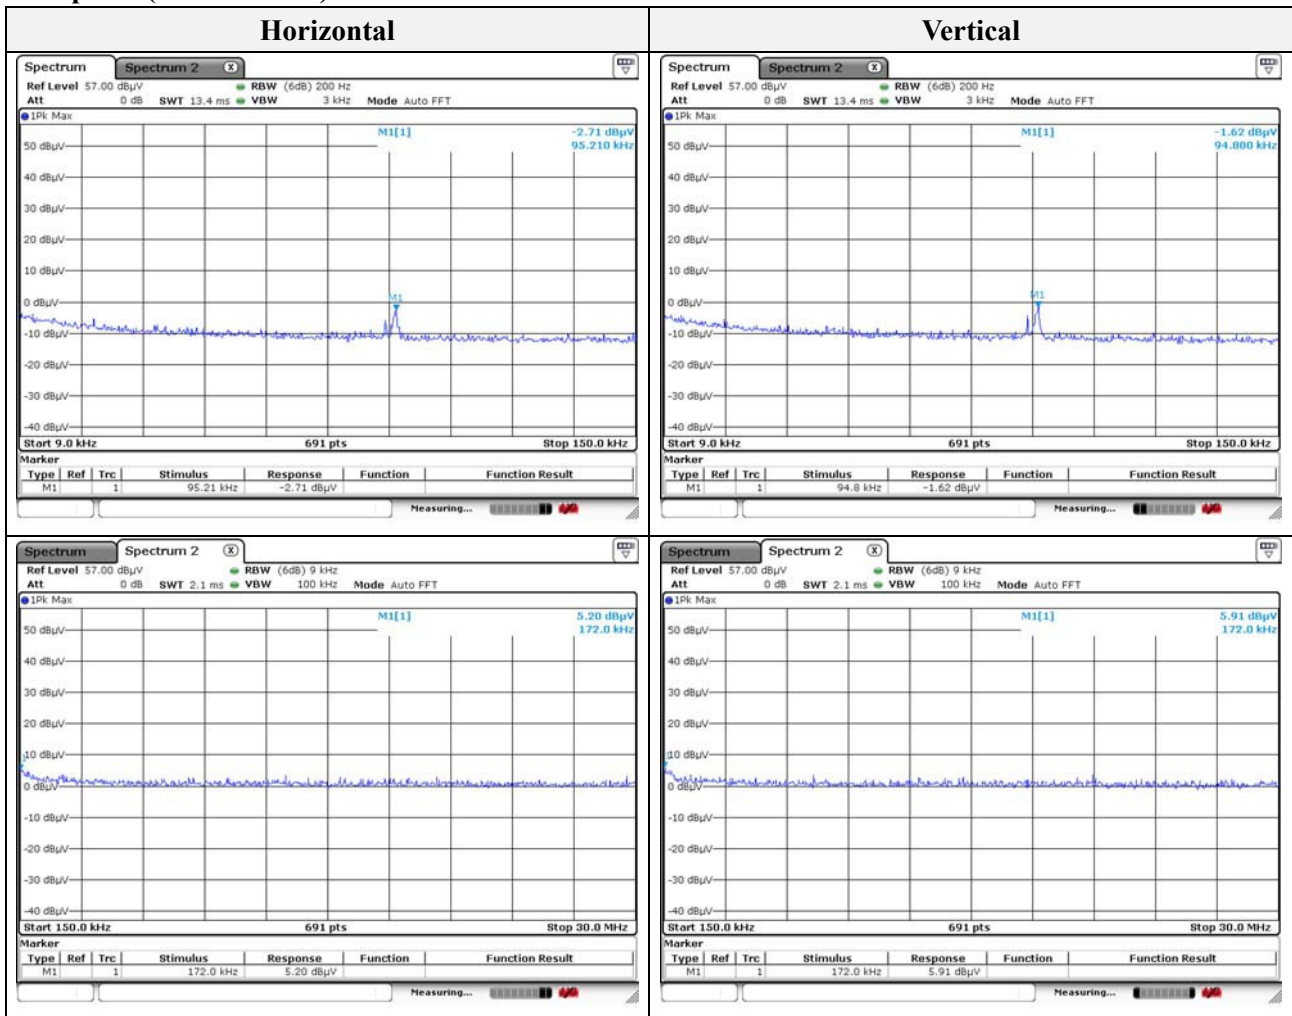 Horizontal
Vertical
Spectrum
Spectrum 2
Ref Level 57.00 dBµV
RBW (6dB) 200 Hz
Att 0 dB SWT 13.4 ms VBW 3 kHz Mode Auto FFT
1Pk Max
M1[1] -2.71 dBµV
95.210 kHz
50 dBµV
40 dBµV
30 dBµV
20 dBµV
10 dBµV
M1
0 dBµV
-10 dBµV
-20 dBµV
-30 dBµV
-40 dBµV
Start 9.0 kHz 691 pts Stop 150.0 kHz
Marker
Type Ref Trc Stimulus Response Function Function Result
M1 1 95.21 kHz -2.71 dBµV
Measuring...
Spectrum
Spectrum 2
Ref Level 57.00 dBµV
RBW (6dB) 200 Hz
Att 0 dB SWT 13.4 ms VBW 3 kHz Mode Auto FFT
1Pk Max
M1[1] -1.62 dBµV
94.800 kHz
50 dBµV
40 dBµV
30 dBµV
20 dBµV
10 dBµV
M1
0 dBµV
-10 dBµV
-20 dBµV
-30 dBµV
-40 dBµV
Start 9.0 kHz 691 pts Stop 150.0 kHz
Marker
Type Ref Trc Stimulus Response Function Function Result
M1 1 94.8 kHz -1.62 dBµV
Measuring...
Spectrum
Spectrum 2
Ref Level 57.00 dBµV
RBW (6dB) 9 kHz
Att 0 dB SWT 2.1 ms VBW 100 kHz Mode Auto FFT
1Pk Max
M1[1] 5.20 dBµV
172.0 kHz
50 dBµV
40 dBµV
30 dBµV
20 dBµV
10 dBµV
0 dBµV
-10 dBµV
-20 dBµV
-30 dBµV
-40 dBµV
Start 150.0 kHz 691 pts Stop 30.0 MHz
Marker
Type Ref Trc Stimulus Response Function Function Result
M1 1 172.0 kHz 5.20 dBµV
Measuring...
Spectrum
Spectrum 2
Ref Level 57.00 dBµV
RBW (6dB) 9 kHz
Att 0 dB SWT 2.1 ms VBW 100 kHz Mode Auto FFT
1Pk Max
M1[1] 5.91 dBµV
172.0 kHz
50 dBµV
40 dBµV
30 dBµV
20 dBµV
10 dBµV
0 dBµV
-10 dBµV
-20 dBµV
-30 dBµV
-40 dBµV
Start 150.0 kHz 691 pts Stop 30.0 MHz
Marker
Type Ref Trc Stimulus Response Function Function Result
M1 1 172.0 kHz 5.91 dBµV
Measuring...